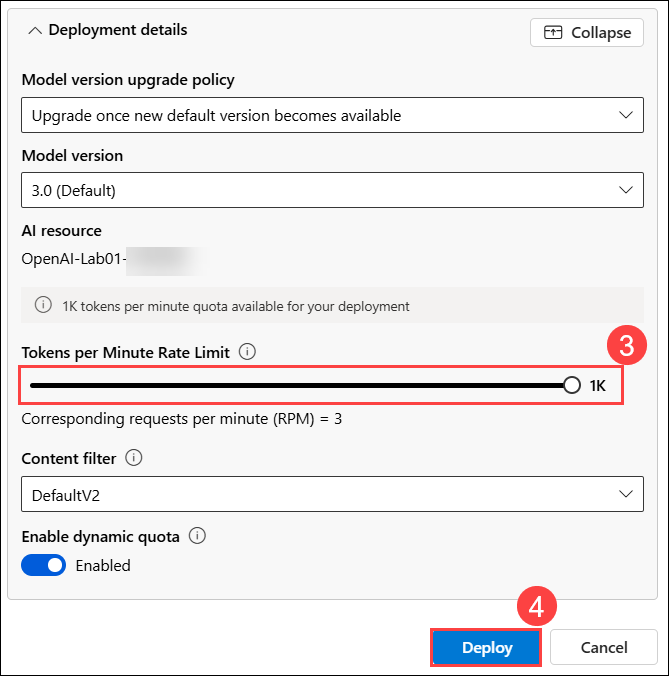 Deployment details
Collapse
Model version upgrade policy
Upgrade once new default version becomes available
Model version
3.0 (Default)
AI resource
OpenAI-Lab01-
1K tokens per minute quota available for your deployment
Tokens per Minute Rate Limit
3
1K
Corresponding requests per minute (RPM) = 3
Content filter
DefaultV2
Enable dynamic quota
Enabled
4
Deploy
Cancel